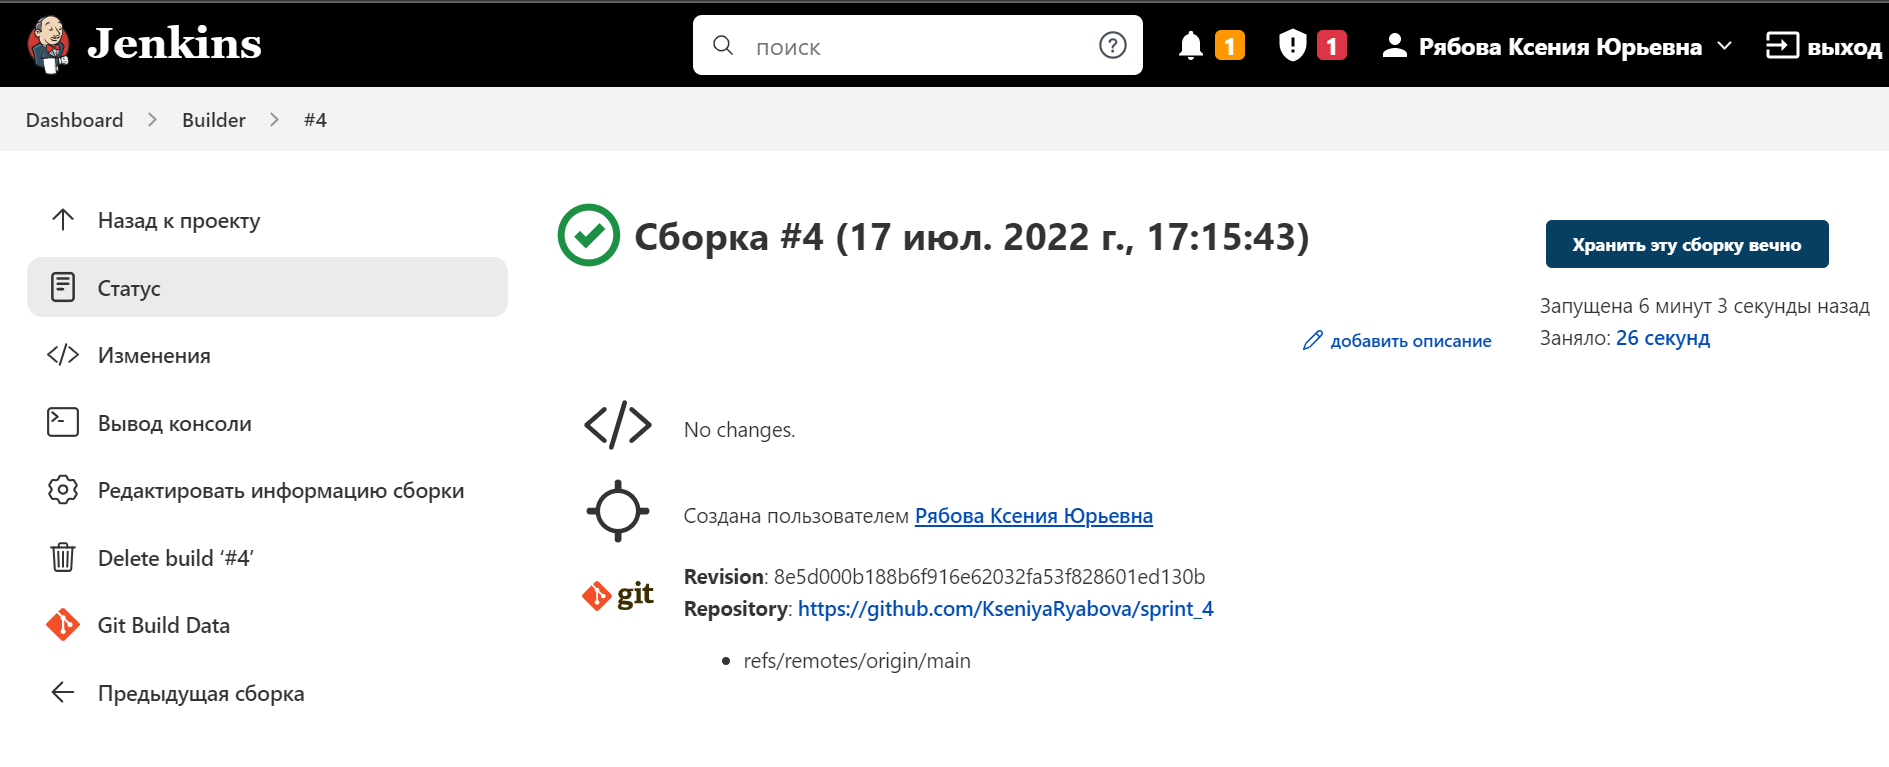 Jenkins
поиск
1
1
Рябова Ксения Юрьевна
выход
Dashboard
Builder
#4
Назад к проекту
Статус
Изменения
Вывод консоли
Редактировать информацию сборки
Delete build ‘#4’
Git Build Data
Предыдущая сборка
Сборка #4 (17 июл. 2022 г., 17:15:43)
Хранить эту сборку вечно
Запущена 6 минут 3 секунды назад
Заняло: 26 секунд
добавить описание
No changes.
Создана пользователем Рябова Ксения Юрьевна
git
Revision: 8e5d000b188b6f916e62032fa53f828601ed130b
Repository: https://github.com/KseniyaRyabova/sprint_4
refs/remotes/origin/main